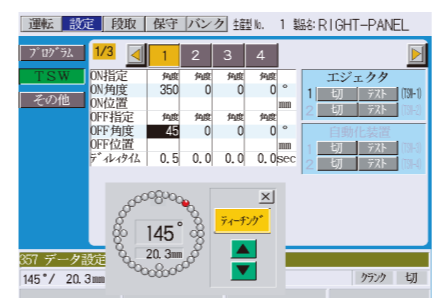 運転 設定 段取 保守 バンク 型No. 1 製品名:RIGHT-PANEL
プログラム 1/3 1 2 3 4
TSW ON指定 角度 角度 角度 角度 エジェクタ
ON角度 350 0 0 0 ° 1 切 テスト (TSW-1)
その他 ON位置 mm 2 切 テスト
OFF指定 角度 角度 角度 角度
OFF角度 45 0 0 0 ° 自動化装置
OFF位置 mm 1 切 テスト
ディレイタイム 0.5 0.0 0.0 0.0 sec 2 切 テスト
×
ティーチング
145°
20.3mm
357 データ設定
145°/ 20.3mm クランク 切